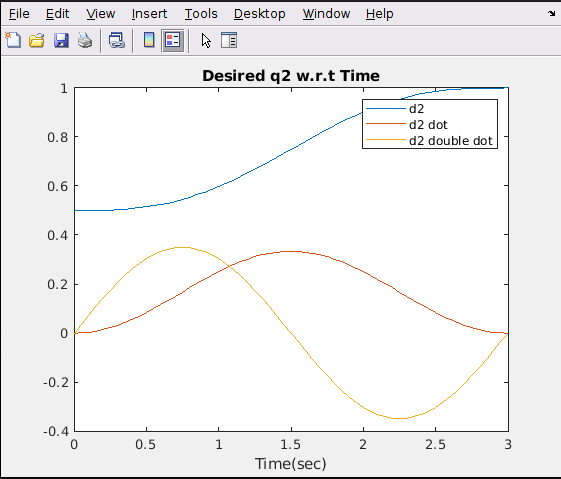 File Edit View Insert Tools Desktop Window Help
Desired q2 w.r.t Time
d2
d2 dot
d2 double dot
1
0.8
0.6
0.4
0.2
0
-0.2
-0.4
0 0.5 1 1.5 2 2.5 3
Time(sec)